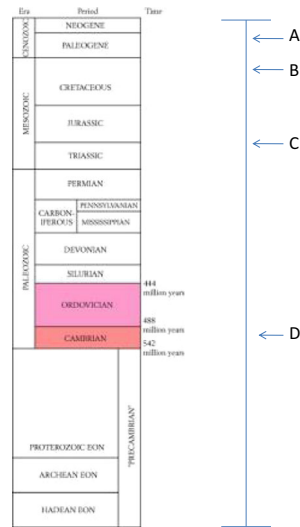 Era Period Time
CENOZOIC
NEOGENE
PALEOGENE
A
MESOZOIC
B
CRETACEOUS
JURASSIC
C
TRIASSIC
PALEOZOIC
PERMIAN
CARBON-
IFEROUS
PENNSYLVANIAN
MISSISSIPPIAN
DEVONIAN
SILURIAN
444
million years
ORDOVICIAN
488
million years
CAMBRIAN
D
542
million years
"PRECAMBRIAN"
PROTEROZOIC EON
ARCHEAN EON
HADEAN EON